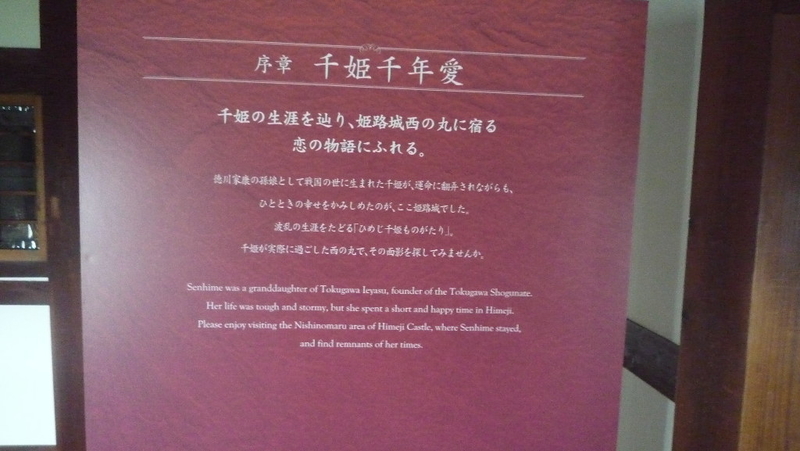 序章 千姫千年愛
千姫の生涯を辿り、姫路城西の丸に宿る
恋の物語にふれる。
徳川家康の孫娘として戦国の世に生まれた千姫が、運命に翻弄されながらも、
ひとときの幸せをかみしめたのが、ここ姫路城でした。
波乱の生涯をたどる「ひめじ千姫ものがたり」。
千姫が実際に過ごした西の丸で、その面影を探してみませんか。
Senhime was a granddaughter of Tokugawa Ieyasu, founder of the Tokugawa Shogunate.
Her life was tough and stormy, but she spent a short and happy time in Himeji.
Please enjoy visiting the Nishinomaru area of Himeji Castle, where Senhime stayed,
and find remnants of her times.